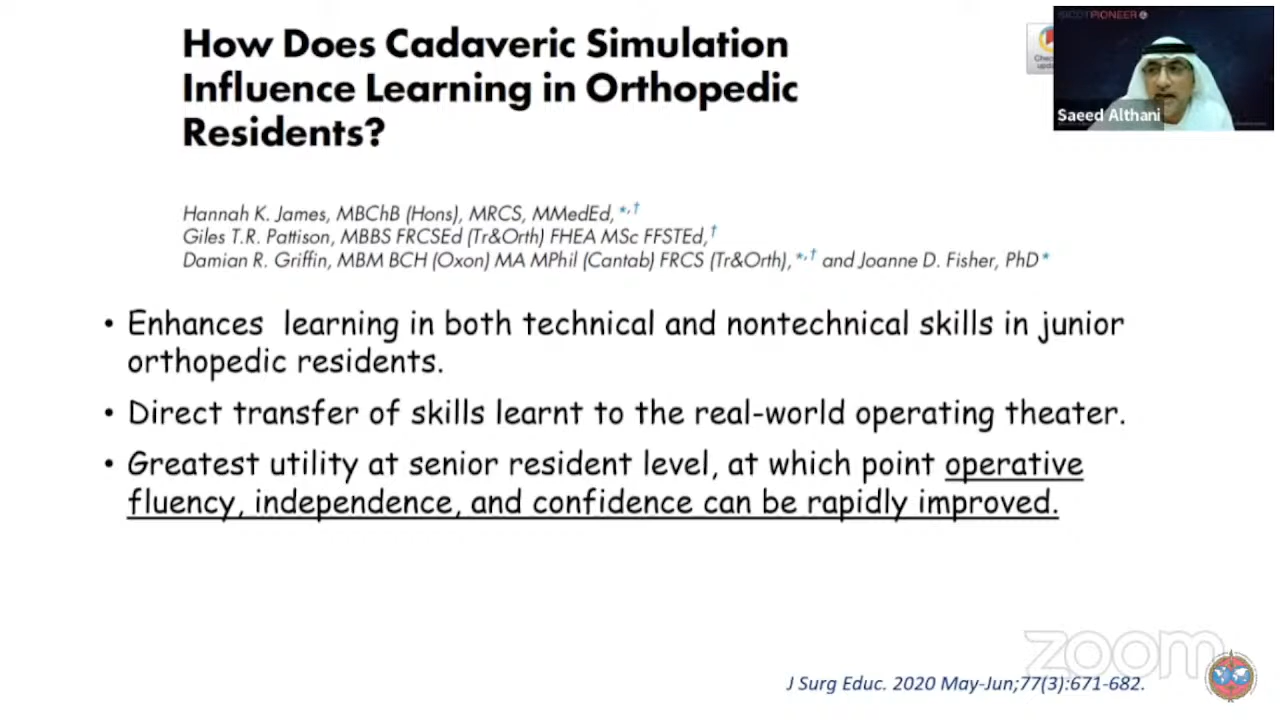 How Does Cadaveric Simulation
Influence Learning in Orthopedic
Residents?
PIONEER
Saeed Althani
Hannah K. James, MBChB (Hons), MRCS, MMedEd,*,†
Giles T.R. Pattison, MBBS FRCSEd (Tr&Orth) FHEA MSc FFSTEd,†
Damian R. Griffin, MBM BCH (Oxon) MA MPhil (Cantab) FRCS (Tr&Orth),*,† and Joanne D. Fisher, PhD*
• Enhances  learning in both technical and nontechnical skills in junior
orthopedic residents.
• Direct transfer of skills learnt to the real-world operating theater.
• Greatest utility at senior resident level, at which point operative
fluency, independence, and confidence can be rapidly improved.
zoom
J Surg Educ. 2020 May-Jun;77(3):671-682.